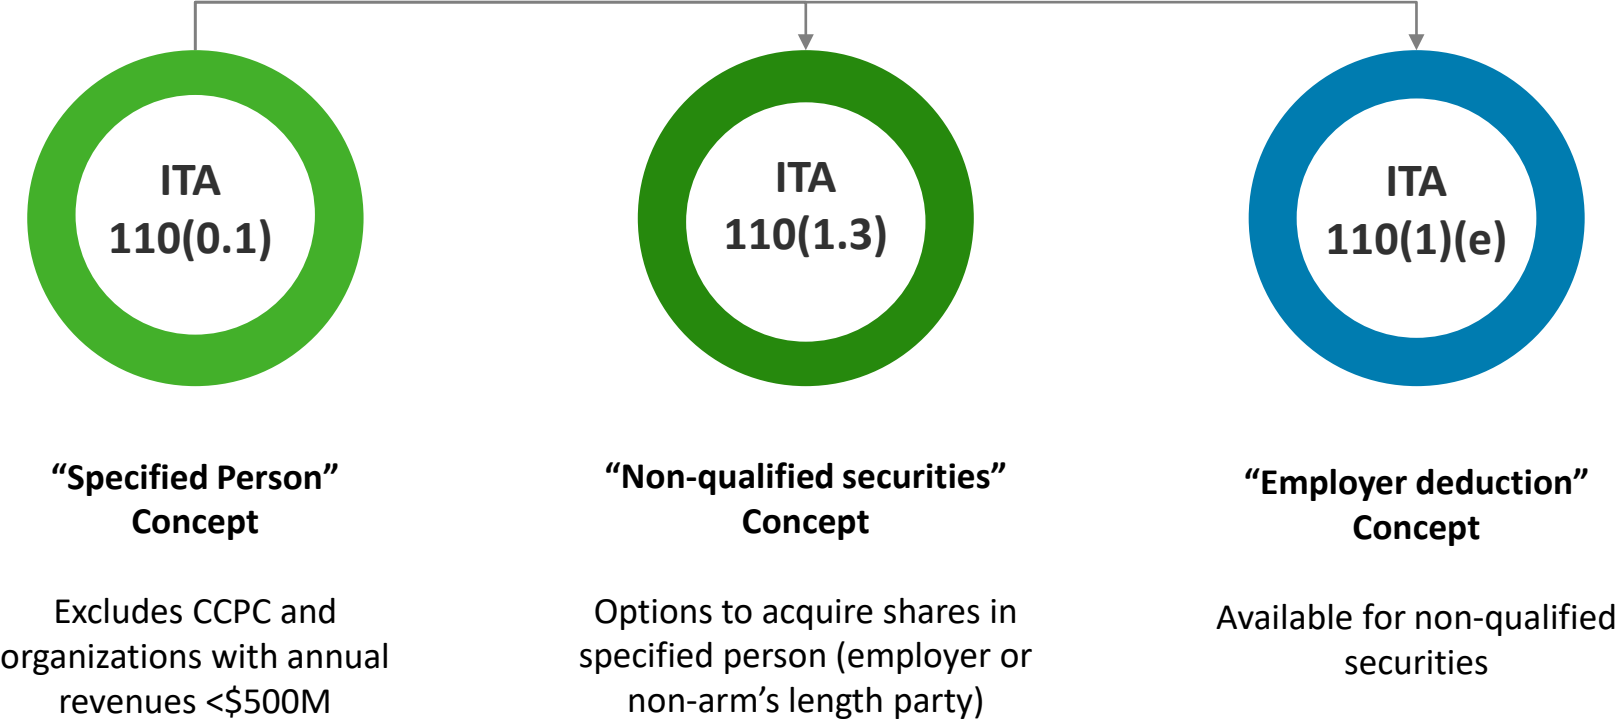 ITA
110(0.1)
ITA
110(1.3)
ITA
110(1)(e)
“Specified Person”
Concept
Excludes CCPC and
organizations with annual
revenues <$500M
“Non-qualified securities”
Concept
Options to acquire shares in
specified person (employer or
non-arm’s length party)
“Employer deduction”
Concept
Available for non-qualified
securities